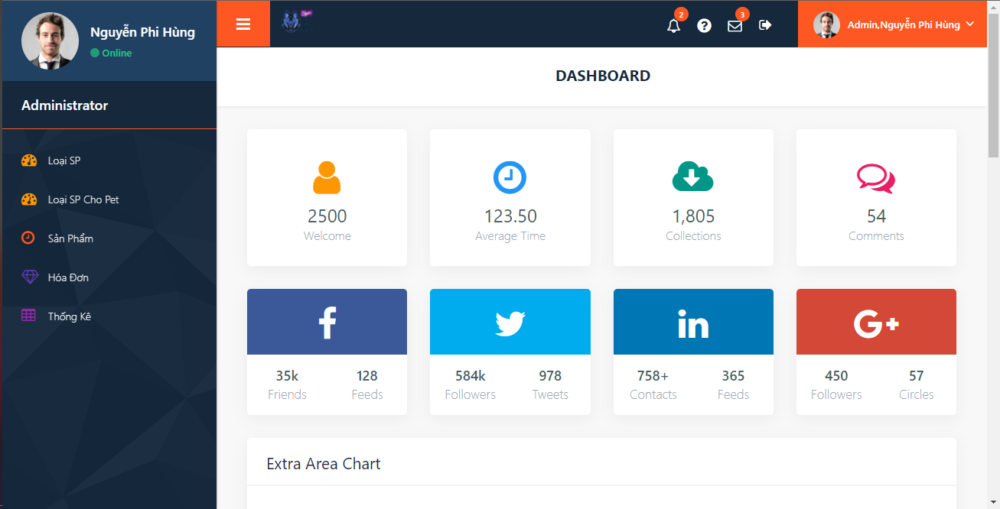 Nguyễn Phi Hùng
Online
Administrator
Loại SP
Loại SP Cho Pet
Sản Phẩm
Hóa Đơn
Thống Kê
2
3
Admin,Nguyễn Phi Hùng
DASHBOARD
2500
Welcome
123.50
Average Time
1,805
Collections
54
Comments
35k
Friends
128
Feeds
584k
Followers
978
Tweets
758+
Contacts
365
Feeds
450
Followers
57
Circles
Extra Area Chart